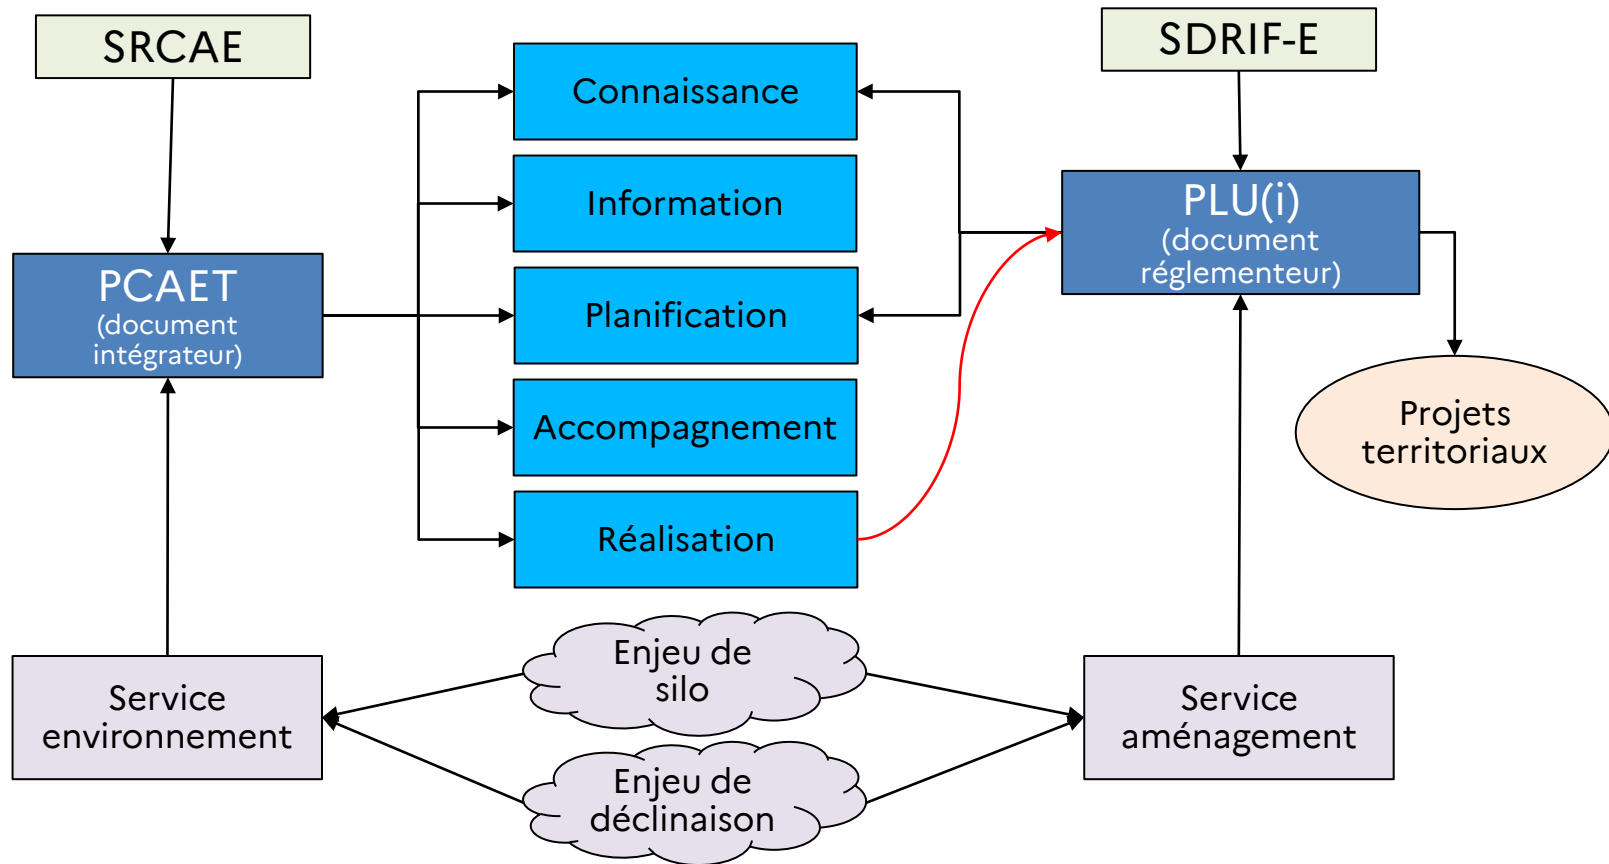 SRCAE
SDRIF-E
Connaissance
Information
Planification
Accompagnement
Réalisation
PCAET
(document
intégrateur)
PLU(i)
(document
réglementeur)
Projets
territoriaux
Service
environnement
Enjeu de
silo
Enjeu de
déclinaison
Service
aménagement